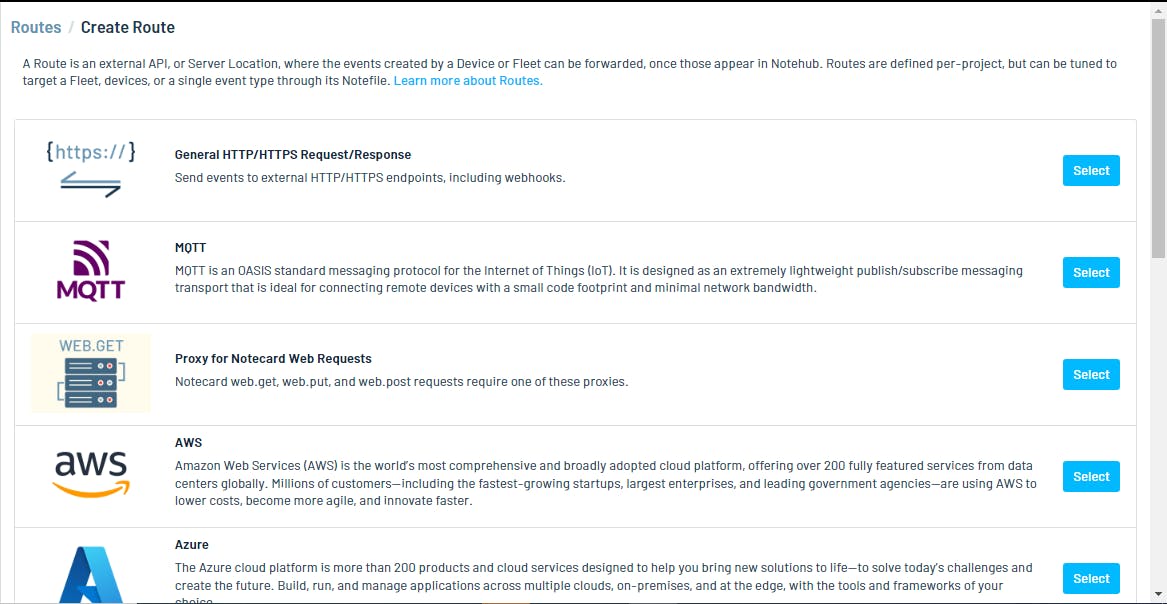 Routes / Create Route
A Route is an external API, or Server Location, where the events created by a Device or Fleet can be forwarded, once those appear in Notehub. Routes are defined per-project, but can be tuned to
target a Fleet, devices, or a single event type through its Notefile. Learn more about Routes.
{https://}
General HTTP/HTTPS Request/Response
Send events to external HTTP/HTTPS endpoints, including webhooks.
Select
MQTT
MQTT
MQTT is an OASIS standard messaging protocol for the Internet of Things (IoT). It is designed as an extremely lightweight publish/subscribe messaging
transport that is ideal for connecting remote devices with a small code footprint and minimal network bandwidth.
Select
WEB.GET
Proxy for Notecard Web Requests
Notecard web.get, web.put, and web.post requests require one of these proxies.
Select
aws
AWS
Amazon Web Services (AWS) is the world's most comprehensive and broadly adopted cloud platform, offering over 200 fully featured services from data
centers globally. Millions of customers—including the fastest-growing startups, largest enterprises, and leading government agencies—are using AWS to
lower costs, become more agile, and innovate faster.
Select
Azure
The Azure cloud platform is more than 200 products and cloud services designed to help you bring new solutions to life—to solve today's challenges and
create the future. Build, run, and manage applications across multiple clouds, on-premises, and at the edge, with the tools and frameworks of your
choice.
Select